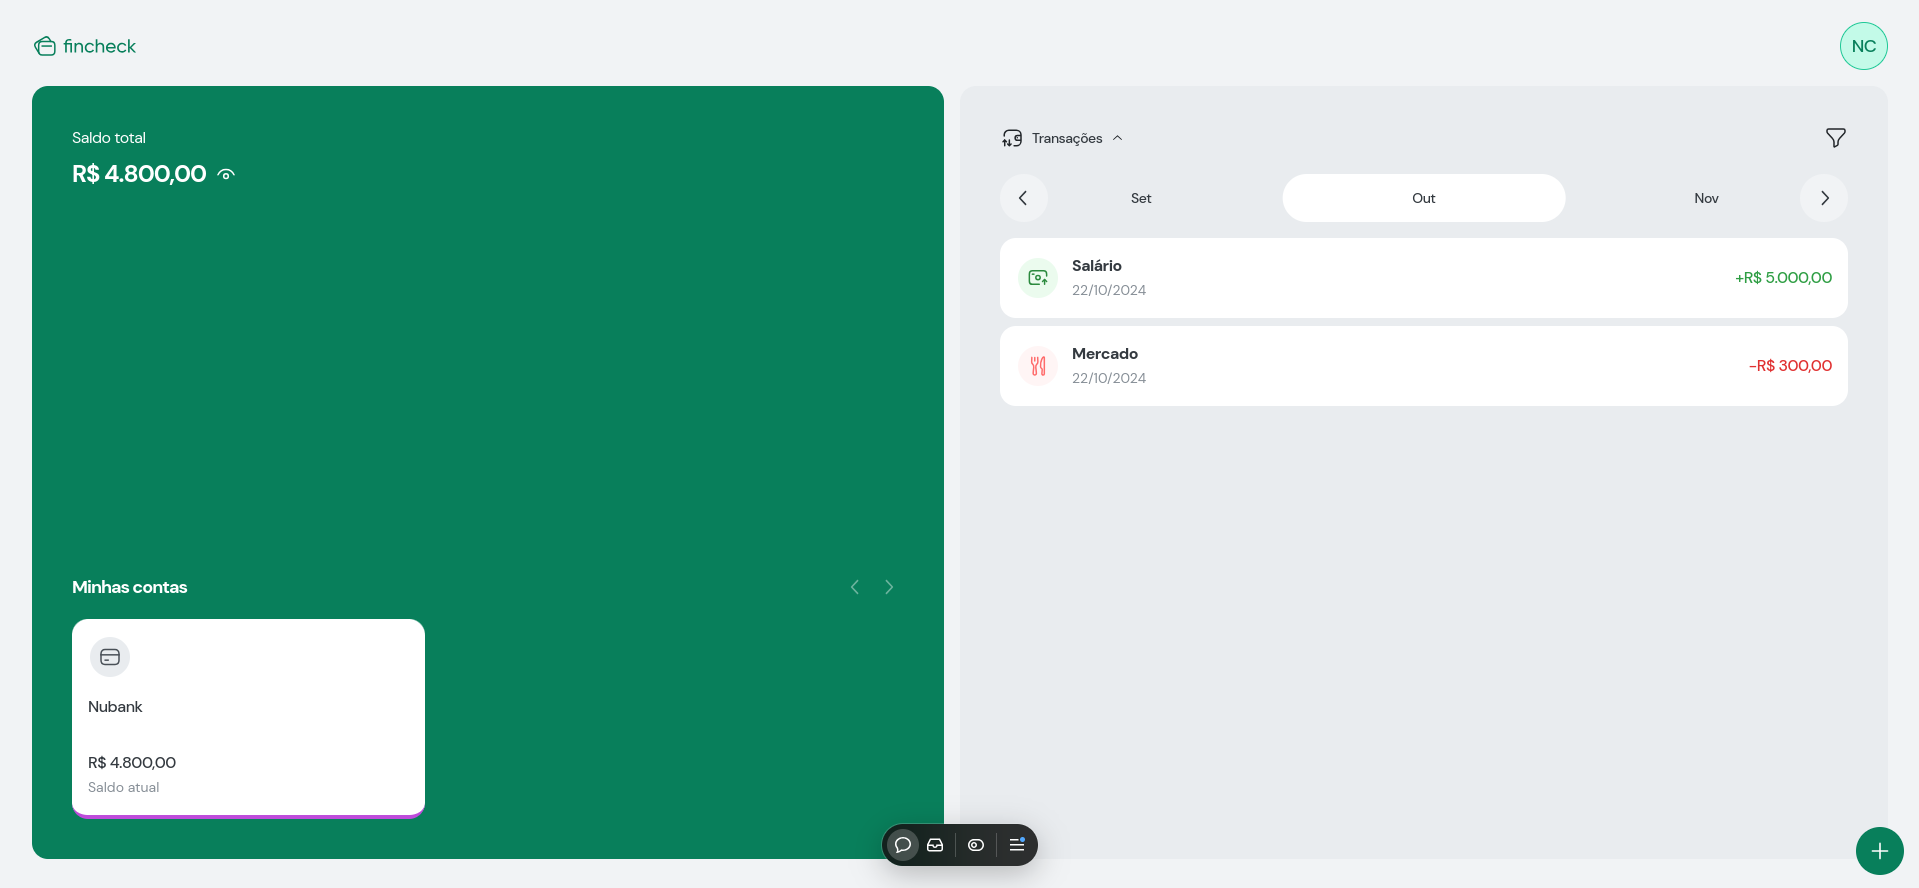 fincheck
NC
Saldo total
R$ 4.800,00
Minhas contas
Nubank
R$ 4.800,00
Saldo atual
Transações
Set
Out
Nov
Salário
22/10/2024
+R$ 5.000,00
Mercado
22/10/2024
-R$ 300,00